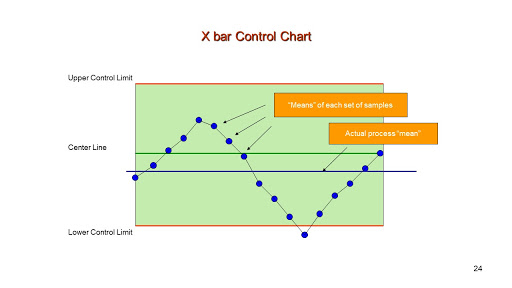 X bar Control Chart
Upper Control Limit
“Means” of each set of samples
Actual process “mean”
Center Line
Lower Control Limit
24